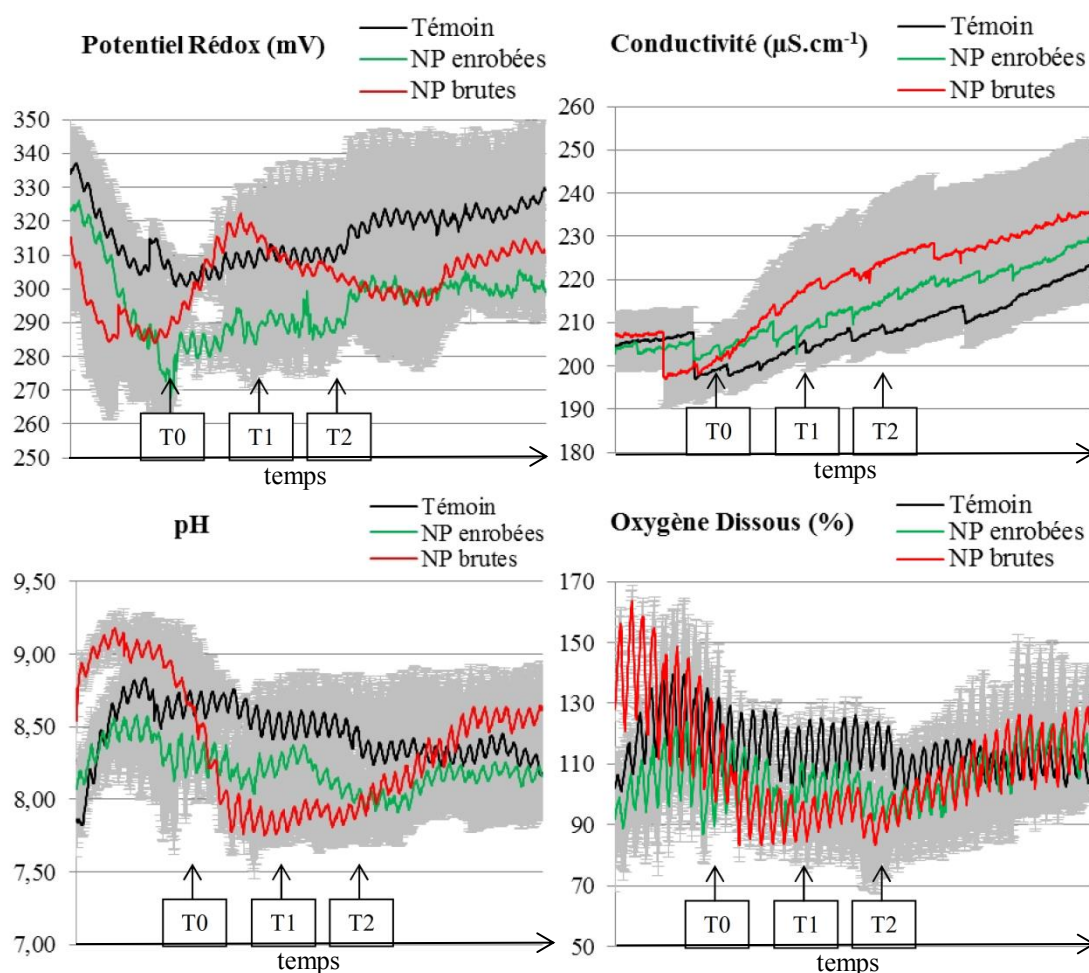 Potentiel Rédox (mV)
Témoin
NP enrobées
NP brutes
350
340
330
320
310
300
290
280
270
260
250
T0
T1
T2
temps
Conductivité (µS.cm⁻¹)
Témoin
NP enrobées
NP brutes
260
250
240
230
220
210
200
190
180
T0
T1
T2
temps
pH
Témoin
NP enrobées
NP brutes
9,50
9,00
8,50
8,00
7,50
7,00
T0
T1
T2
temps
Oxygène Dissous (%)
Témoin
NP enrobées
NP brutes
170
150
130
110
90
70
50
T0
T1
T2
temps